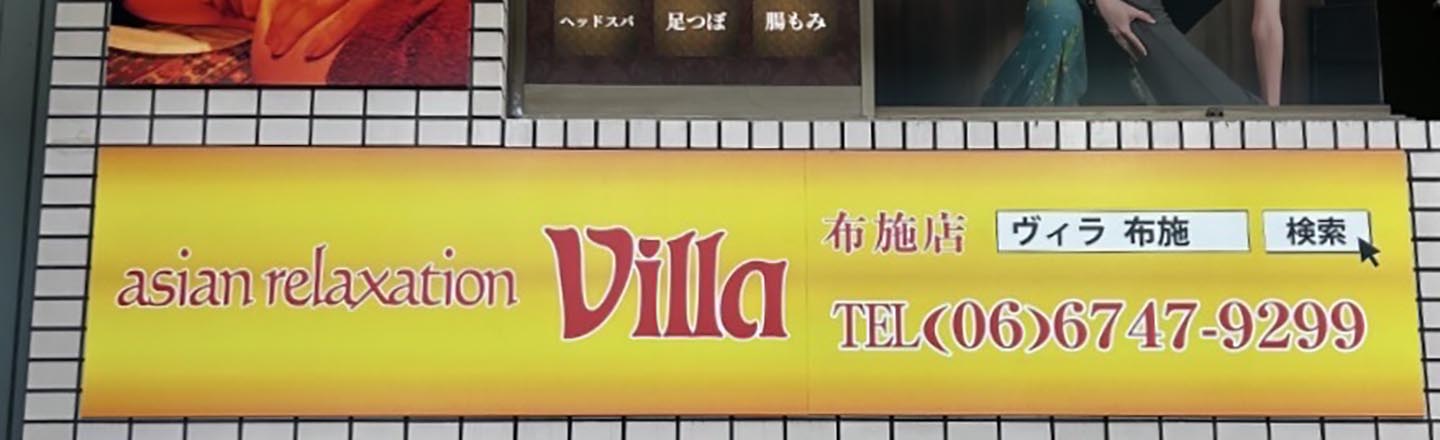 ヘッドスパ 足つぼ 腸もみ
asian relaxation Villa
布施店 ヴィラ 布施 検索
TEL(06)6747-9299